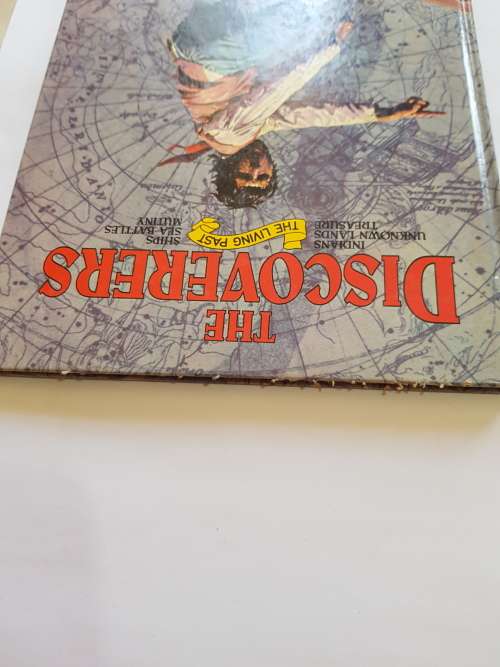 THE
DISCOVERERS
INDIANS
UNKNOWN LANDS
TREASURE
THE LIVING PAST
SHIPS
SEA BATTLES
MUTINY